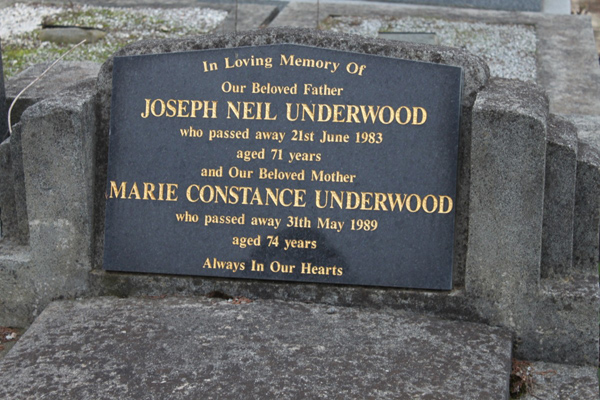 In Loving Memory Of
Our Beloved Father
JOSEPH NEIL UNDERWOOD
who passed away 21st June 1983
aged 71 years
and Our Beloved Mother
MARIE CONSTANCE UNDERWOOD
who passed away 31th May 1989
aged 74 years
Always In Our Hearts